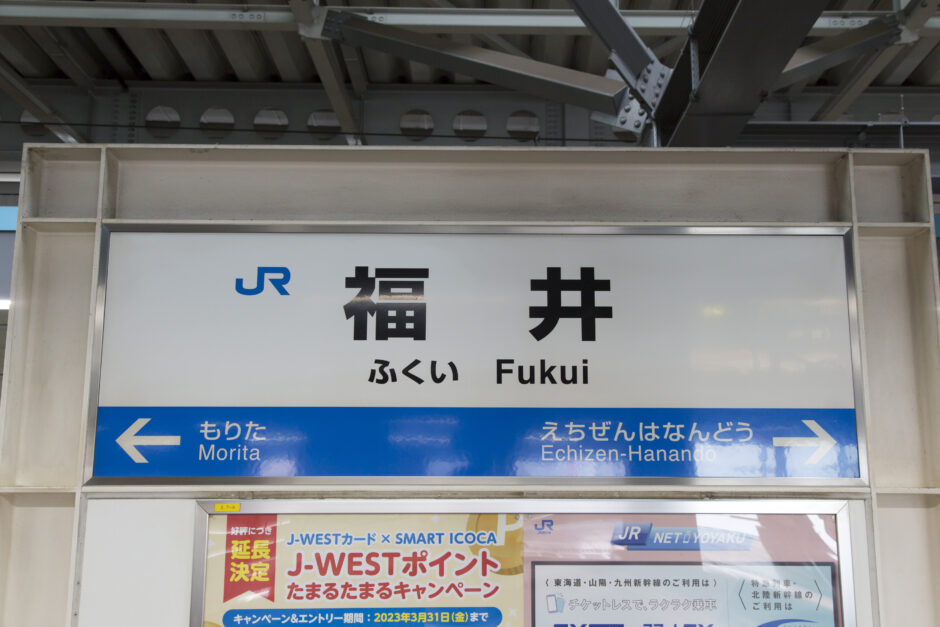 JR 福井
ふくい Fukui
← もりた
Morita
えちぜんはなんどう →
Echizen-Hanandō
好評につき
延長
決定
J-WESTカード × SMART ICOCA
J-WESTポイント
たまるたまるキャンペーン
キャンペーン&エントリー期間:2023年3月31日(金)まで
JR
JR NET YOYAKU
〈 東海道・山陽・九州新幹線のご利用は 〉
チケットレスで、ラクラク乗車
特急列車・
北陸新幹線の
ご利用は